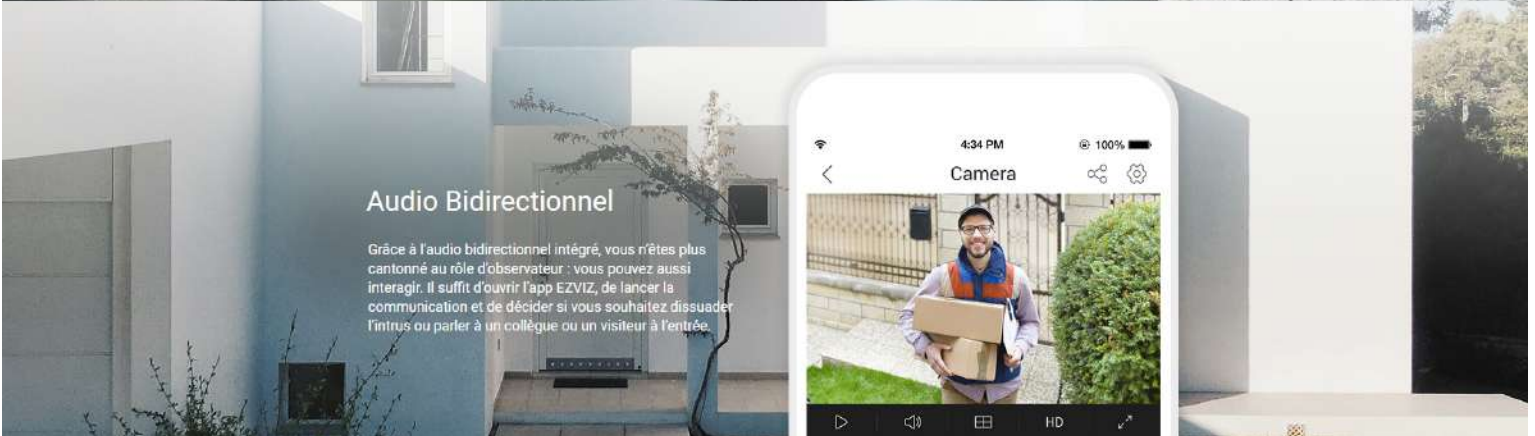 4:34 PM
100%
Camera
Audio Bidirectionnel
Grâce à l'audio bidirectionnel intégré, vous n'êtes plus
cantonné au rôle d'observateur : vous pouvez aussi
interagir. Il suffit d'ouvrir l'app EZVIZ, de lancer la
communication et de décider si vous souhaitez dissuader
l'intrus ou parler à un collègue ou un visiteur à l'entrée.
HD